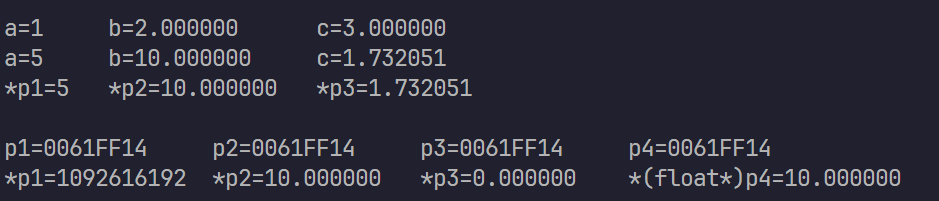 a=1 b=2.000000 c=3.000000
a=5 b=10.000000 c=1.732051
*p1=5 *p2=10.000000 *p3=1.732051
p1=0061FF14 p2=0061FF14 p3=0061FF14 p4=0061FF14
*p1=1092616192 *p2=10.000000 *p3=0.000000 *(float*)p4=10.000000